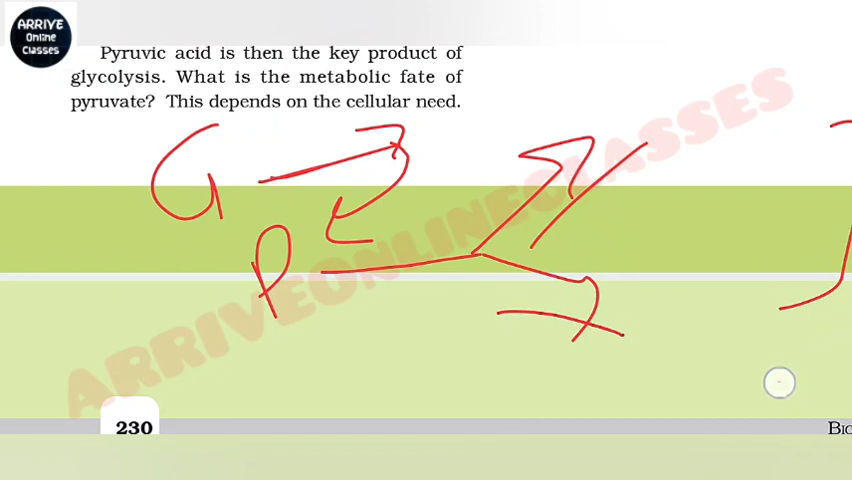 ARRIVE
Online
Classes
Pyruvic acid is then the key product of
glycolysis. What is the metabolic fate of
pyruvate? This depends on the cellular need.
ARRIVEONLINECLASSES
G
P
230